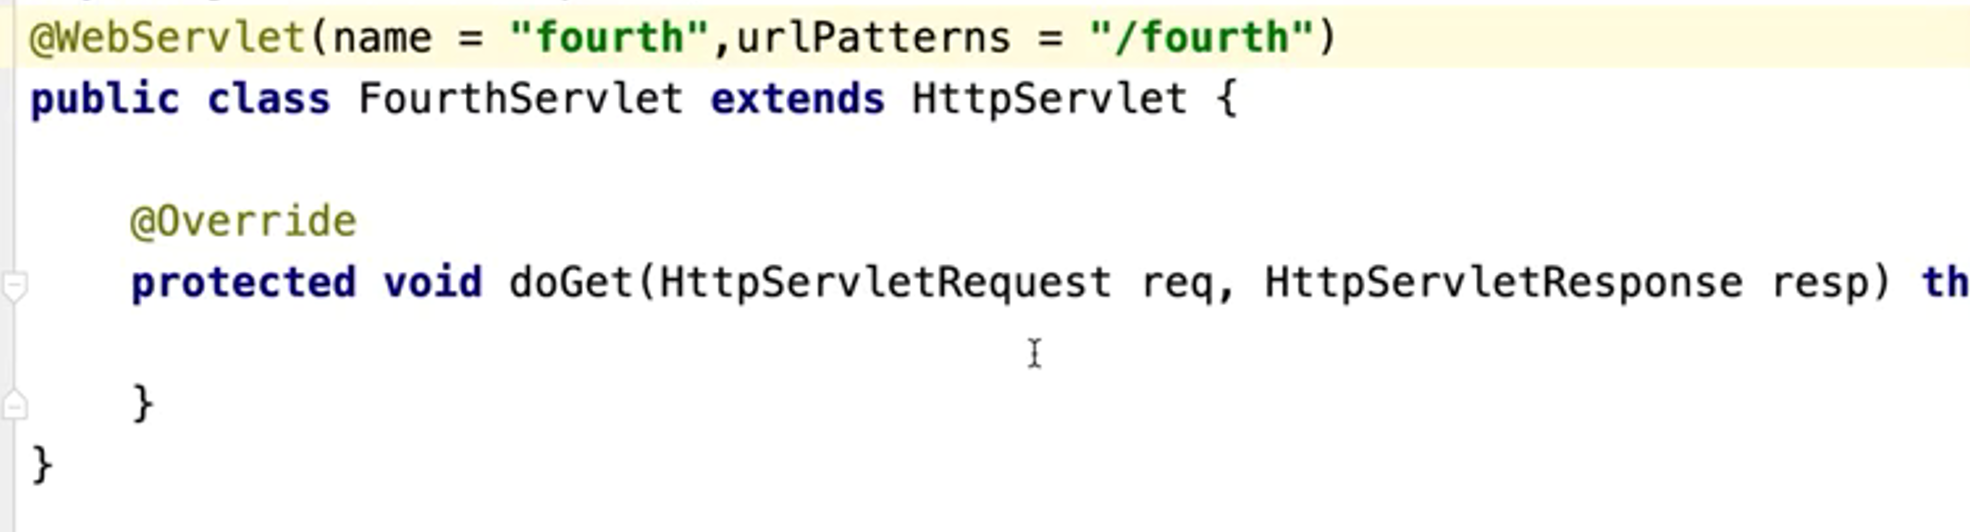 @WebServlet(name = "fourth",urlPatterns = "/fourth")
public class FourthServlet extends HttpServlet {
@Override
protected void doGet(HttpServletRequest req, HttpServletResponse resp) th
}
}